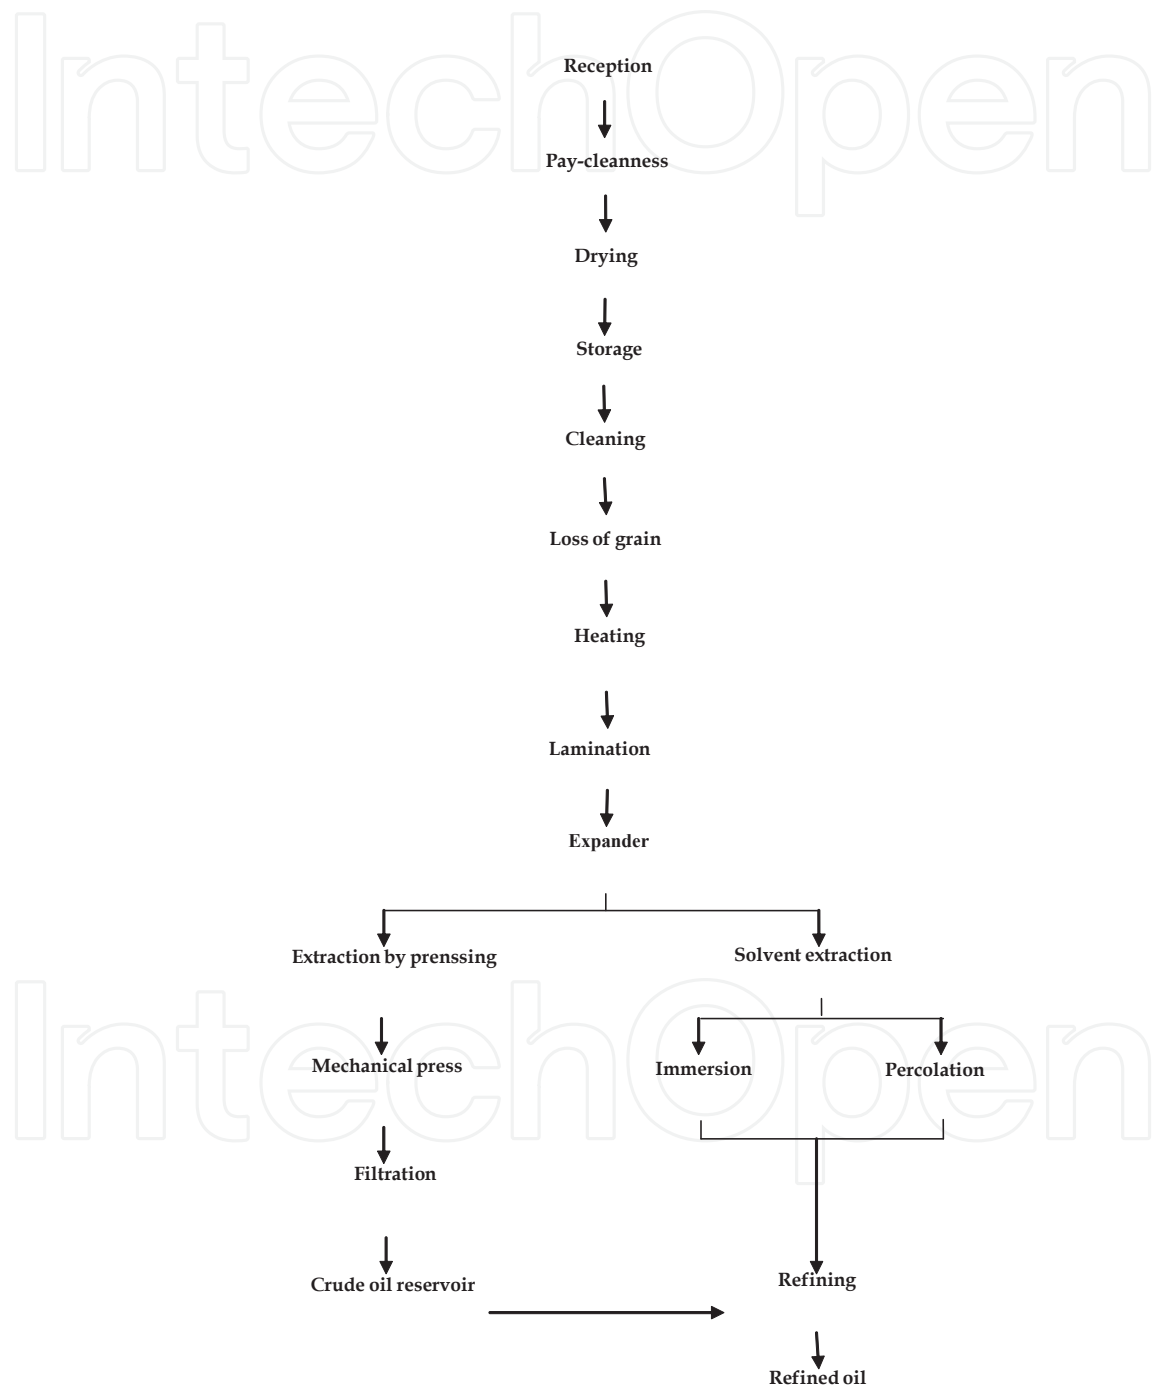 IntechOpen
Reception
Pay-cleanness
Drying
Storage
Cleaning
Loss of grain
Heating
Lamination
Expander
Extraction by prenssing
Solvent extraction
IntechOpen
Mechanical press
Immersion
Percolation
Filtration
Crude oil reservoir
Refining
Refined oil